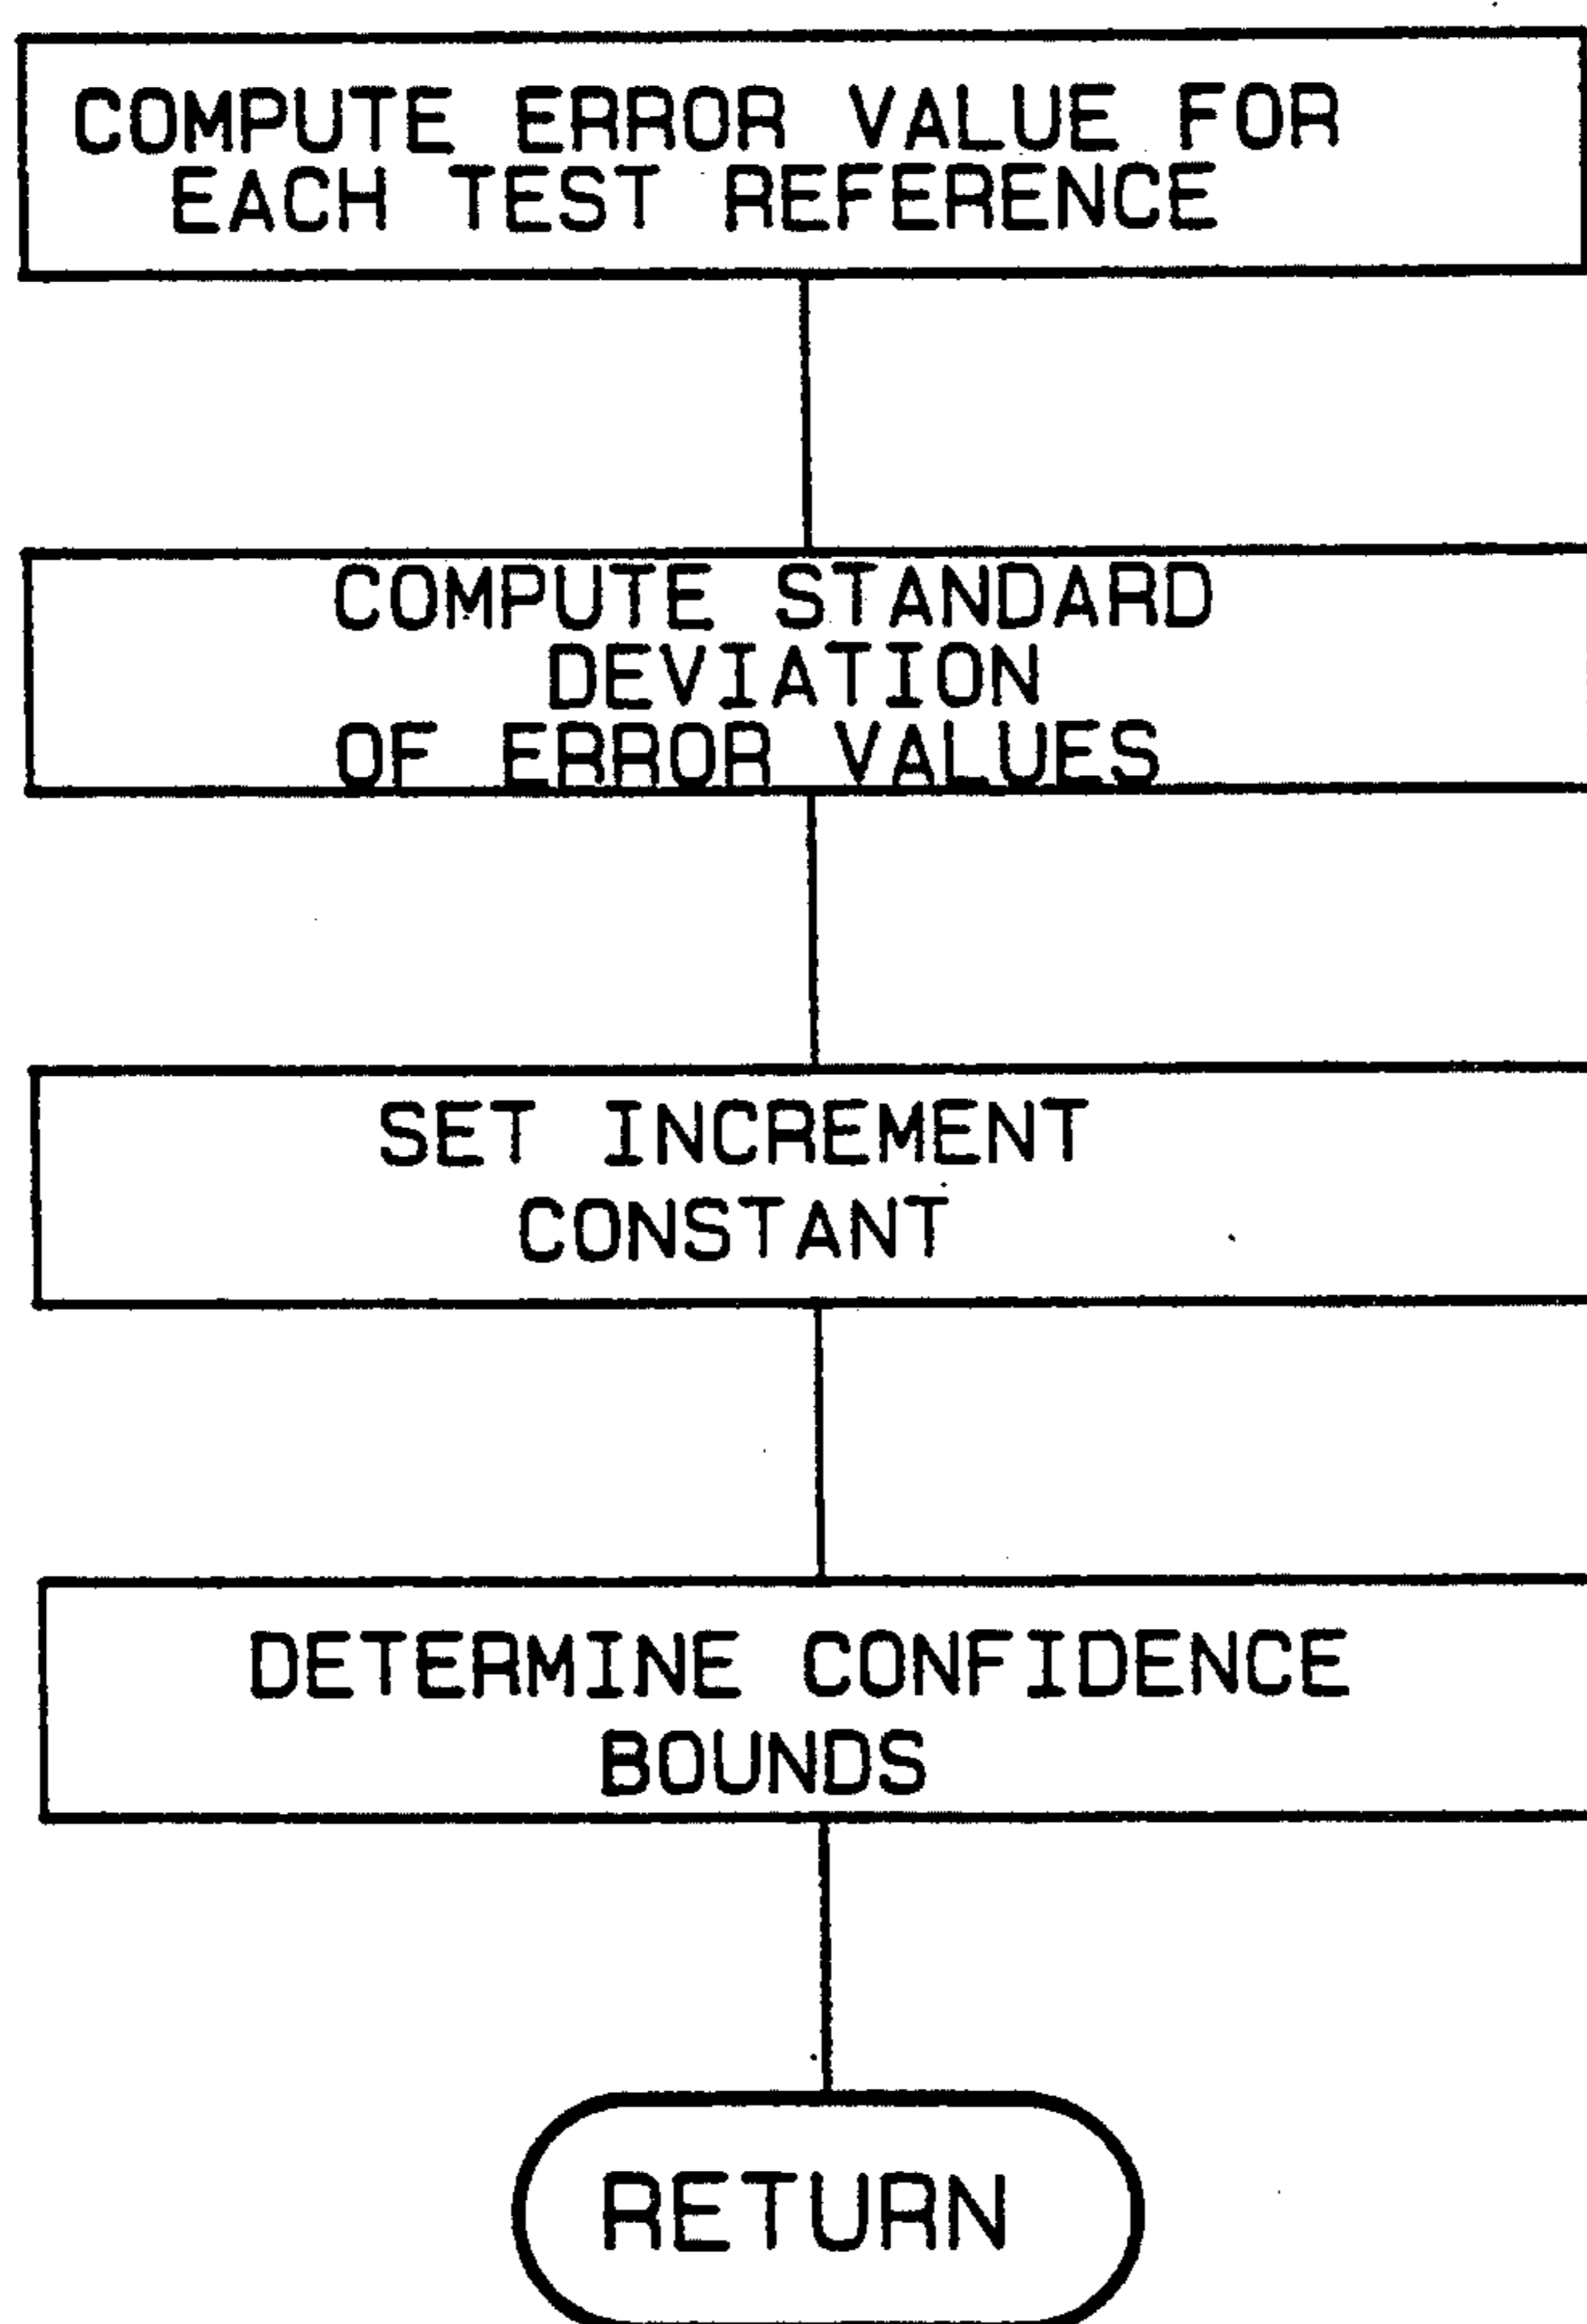 COMPUTE ERROR VALUE FOR
EACH TEST REFERENCE
COMPUTE STANDARD
DEVIATION
OF ERROR VALUES
SET INCREMENT
CONSTANT
DETERMINE CONFIDENCE
BOUNDS
RETURN